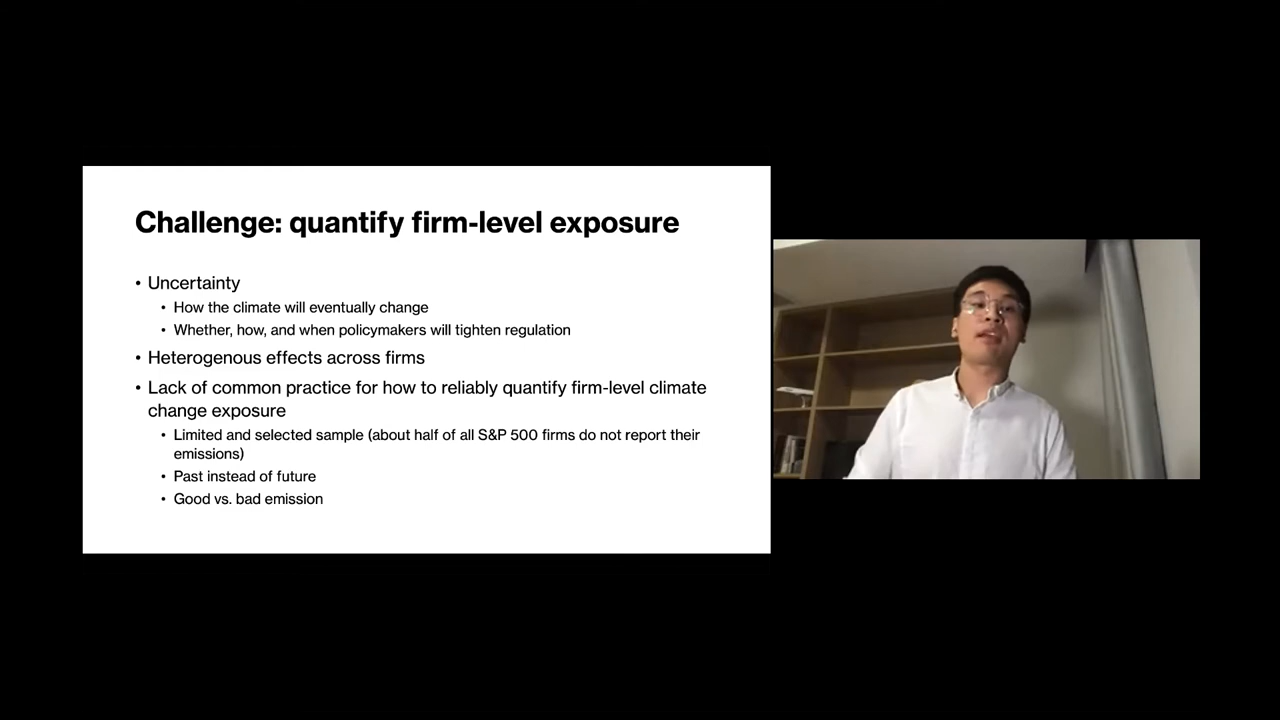 Challenge: quantify firm-level exposure
• Uncertainty
• How the climate will eventually change
• Whether, how, and when policymakers will tighten regulation
• Heterogenous effects across firms
• Lack of common practice for how to reliably quantify firm-level climate
change exposure
• Limited and selected sample (about half of all S&P 500 firms do not report their
emissions)
• Past instead of future
• Good vs. bad emission